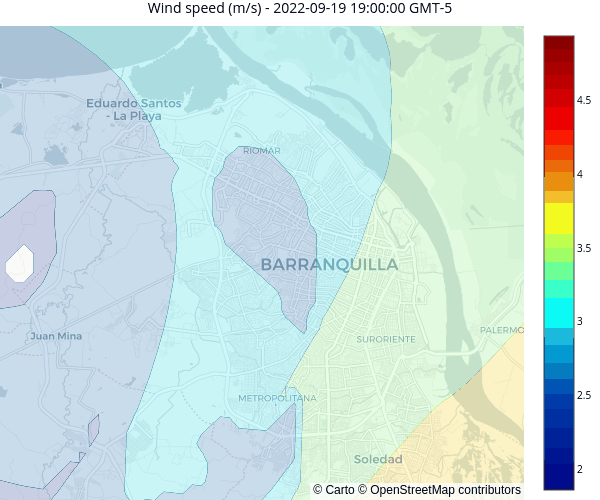 Wind speed (m/s) - 2022-09-19 19:00:00 GMT-5
Eduardo Santos
- La Playa
RIOMAR
BARRANQUILLA
Juan Mina
SURORIENTE
PALERMO
METROPOLITANA
Soledad
© Carto © OpenStreetMap contributors
4.5
4
3.5
3
2.5
2